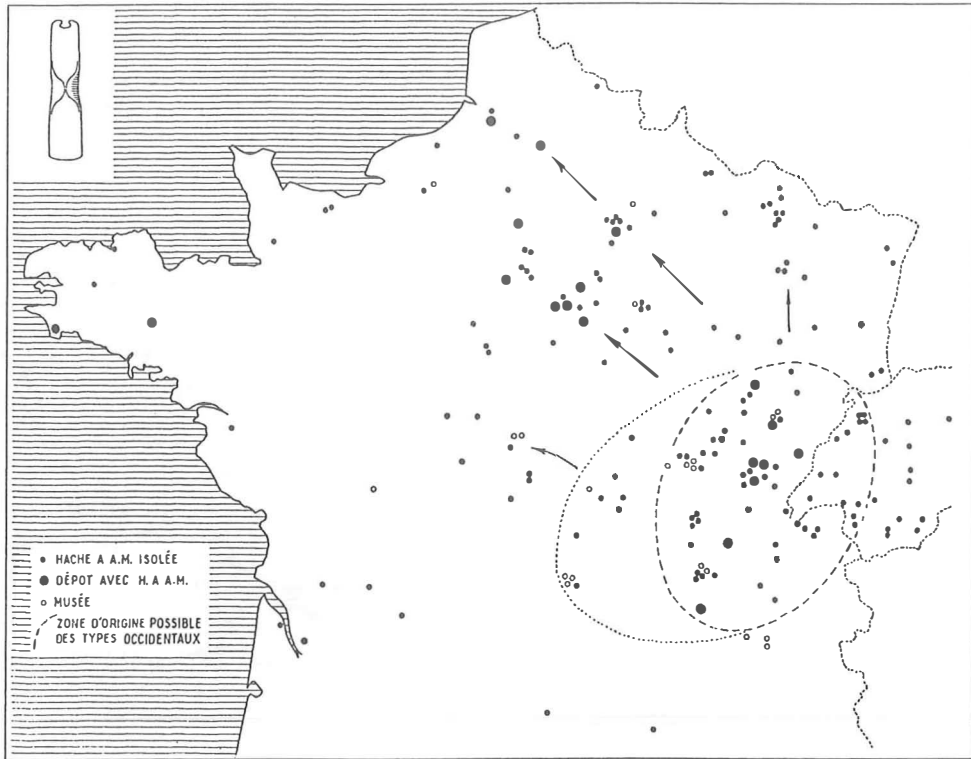 HACHE A A.M. ISOLÉE
DÉPOT AVEC H. A A.M.
MUSÉE
ZONE D'ORIGINE POSSIBLE
DES TYPES OCCIDENTAUX